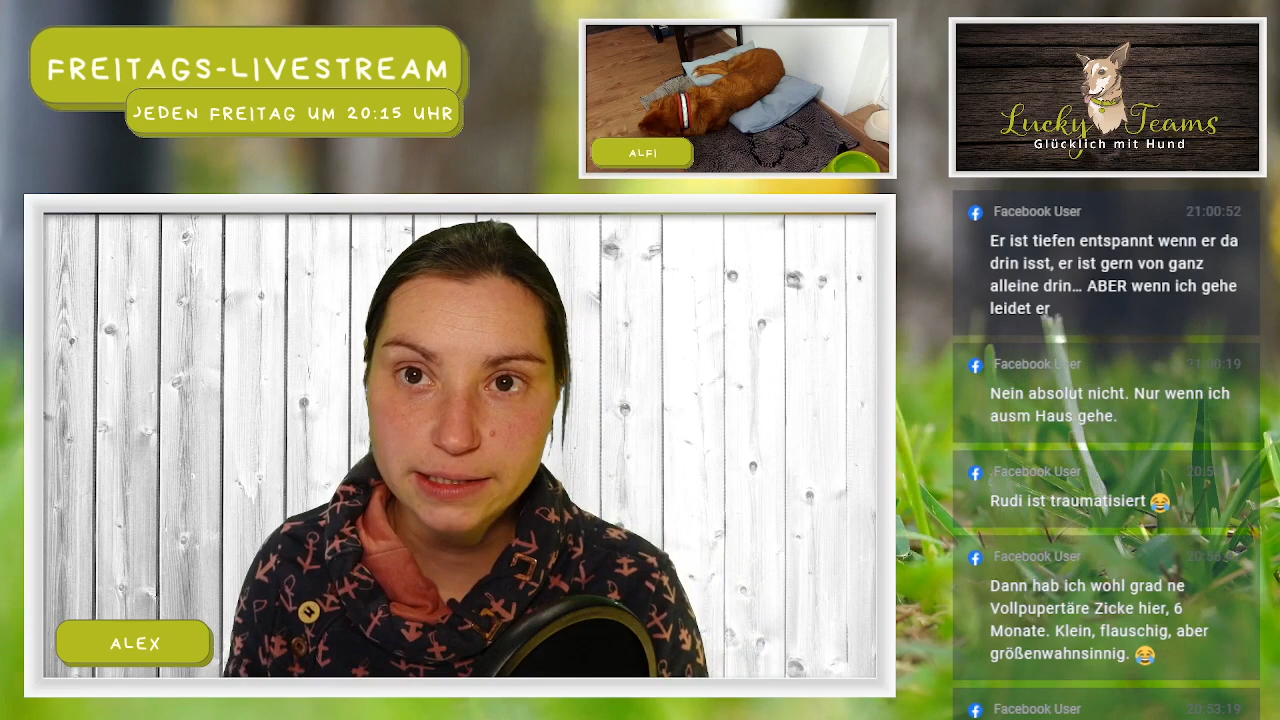 FREITAGS-LIVESTREAM
JEDEN FREITAG UM 20:15 UHR
ALFI
Lucky Teams
Glücklich mit Hund
Facebook User 21:00:52
Er ist tiefen entspannt wenn er da
drin isst, er ist gern von ganz
alleine drin… ABER wenn ich gehe
leidet er
Facebook User 21:00:19
Nein absolut nicht. Nur wenn ich
ausm Haus gehe.
Facebook User
Rudi ist traumatisiert 😂
Facebook User
Dann hab ich wohl grad ne
Vollpupertäre Zicke hier, 6
Monate. Klein, flauschig, aber
größenwahnsinnig. 😂
Facebook User 20:53:19
ALEX